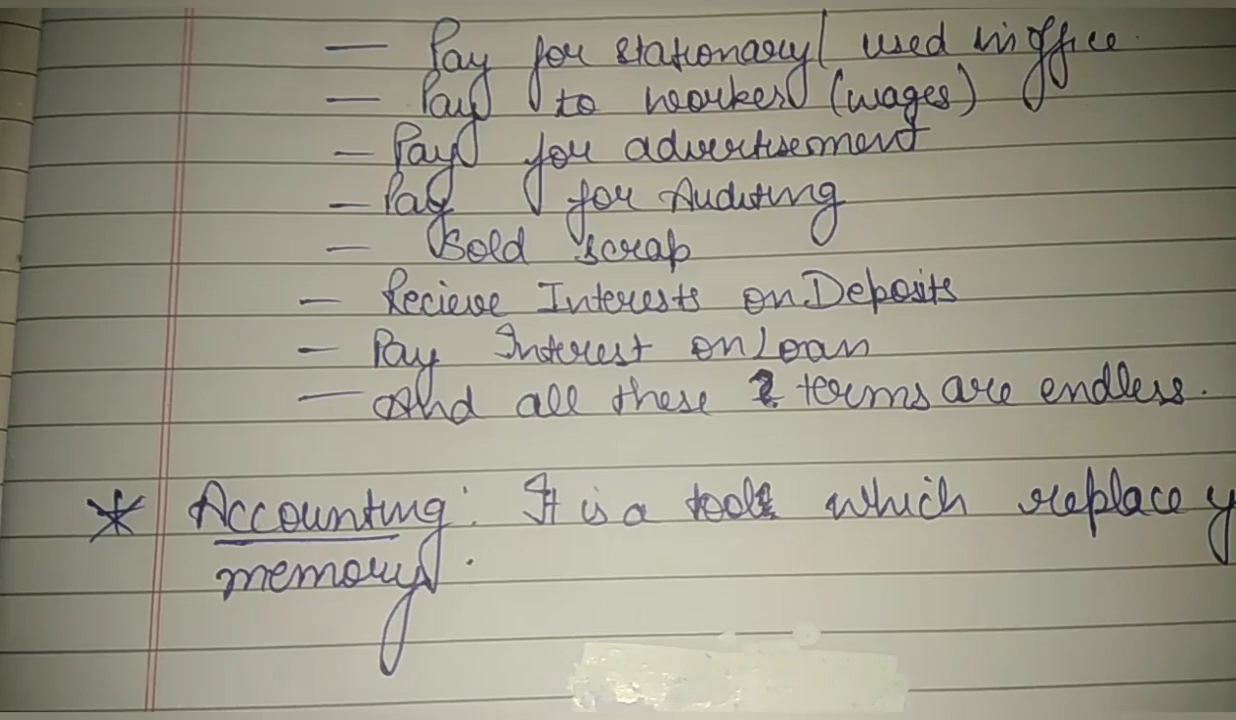 — Pay for stationary used in office.
— Pay to worker (wages)
— Pay for advertisement
— Pay for Auditing
— Sold scrap
— Recieve Interests on Deposits
— Pay Interest on Loan
— And all these terms are endless.
* Accounting: It is a tool which replace y
memory.